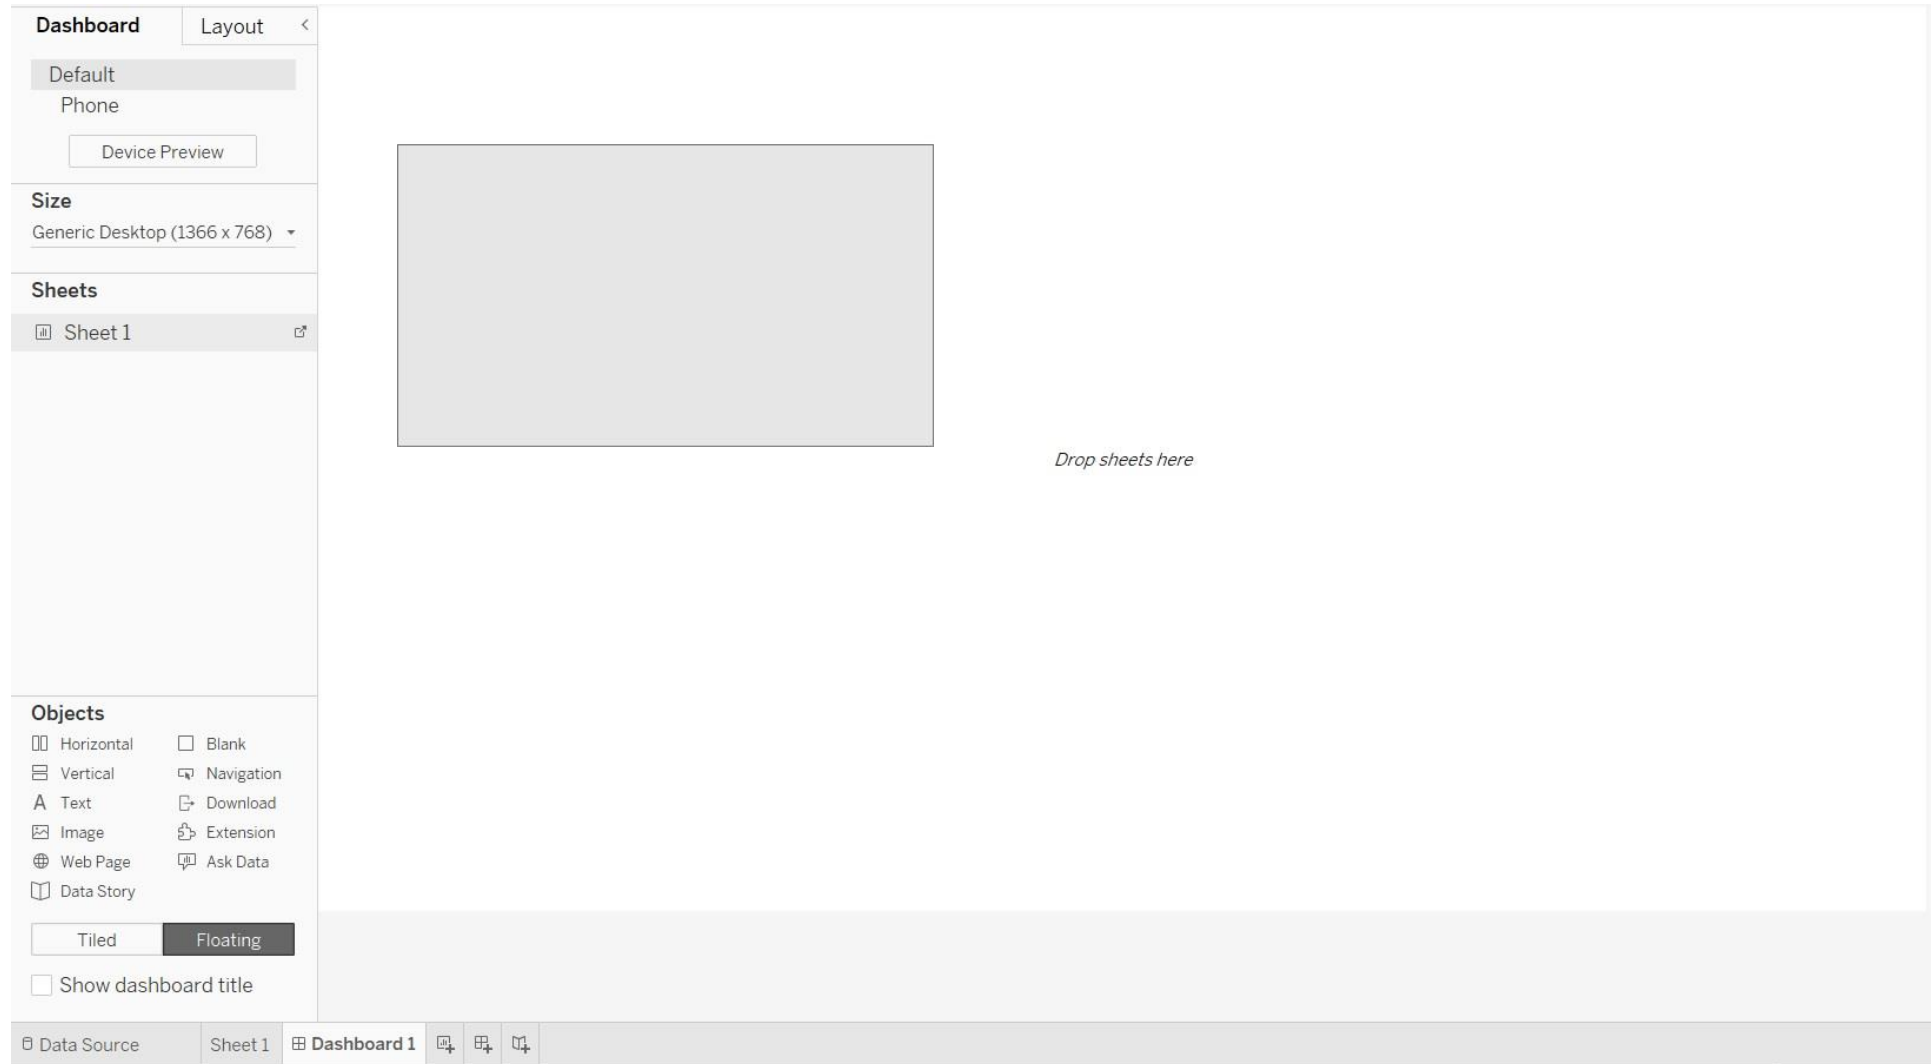 Dashboard Layout <
Default
Phone
Device Preview
Size
Generic Desktop (1366 x 768)
Sheets
Sheet 1
Drop sheets here
Objects
Horizontal Blank
Vertical Navigation
A Text Download
Image Extension
Web Page Ask Data
Data Story
Tiled Floating
Show dashboard title
Data Source Sheet 1 Dashboard 1